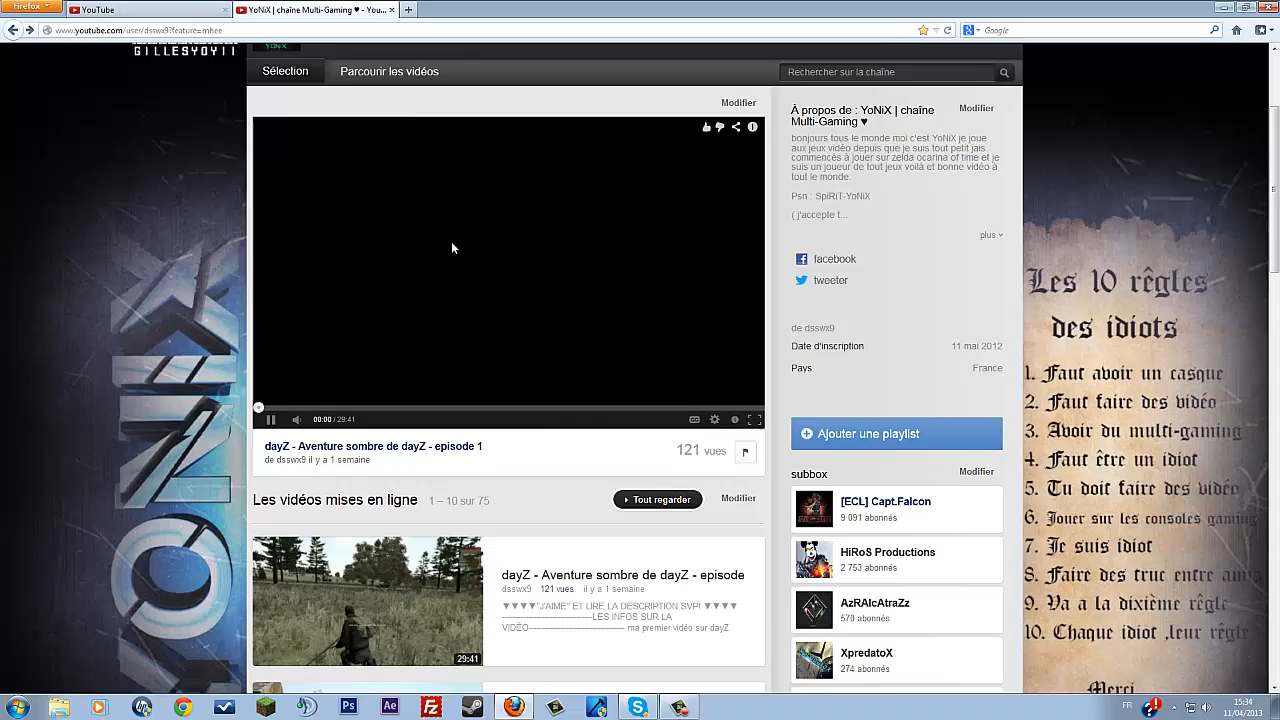 Firefox
YouTube
YoNiX | chaîne Multi-Gaming ♥ - You...
www.youtube.com/user/dsswx9?feature=mhee
Google
GILLESYOYII
YONIX
Sélection
Parcourir les vidéos
Rechercher sur la chaîne
Modifier
À propos de : YoNiX | chaîne
Multi-Gaming ♥
Modifier
bonjours tous le monde moi c'est YoNiX je joue
aux jeux vidéo depuis que je suis tout petit jais
commencés à jouer sur zelda ocarina of time et je
suis un joueur de tout jeux voilà et bonne vidéo à
tout le monde.
Psn : SpiRiT-YoNiX
( j'accepte t...
plus
facebook
tweeter
de dsswx9
Date d'inscription 11 mai 2012
Pays France
00:00 / 29:41
dayZ - Aventure sombre de dayZ - episode 1
de dsswx9 il y a 1 semaine
121 vues
Ajouter une playlist
Les vidéos mises en ligne 1 – 10 sur 75
Tout regarder
Modifier
subbox
Modifier
[ECL] Capt.Falcon
9 091 abonnés
HiRoS Productions
2 753 abonnés
AzRAlcAtraZz
570 abonnés
XpredatoX
274 abonnés
29:41
dayZ - Aventure sombre de dayZ - episode
dsswx9 121 vues il y a 1 semaine
▼▼▼▼"J'AIME" ET LIRE LA DESCRIPTION SVP! ▼▼▼▼
------------------------------LES INFOS SUR LA
VIDÉO-------------------------------------- ma premier vidéo sur dayZ
YONIX
Les 10 rêgles
des idiots
1. Faut avoir un casque
2. Faut faire des vidéo
3. Avoir du multi-gaming
4. Faut être un idiot
5. Tu doit faire des vidéo
6. Jouer sur les consoles gaming
7. Je suis idiot
8. Faire des truc entre amis
9. Va a la dixième rêgle
10. Chaque idiot ,leur rêgle
Merci
FR
15:34
11/04/2013